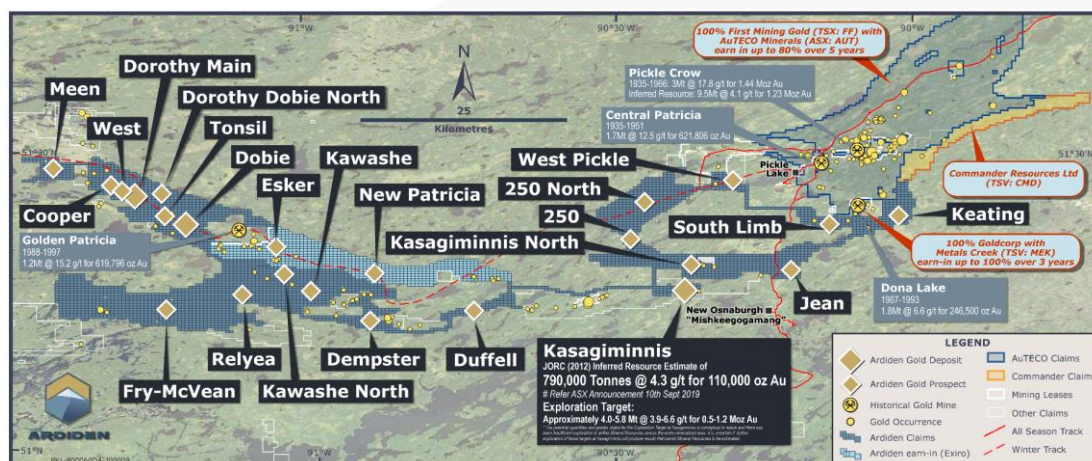 91°W
90°30'W
90°W
100% First Mining Gold (TSX: FF) with
AuTECO Minerals (ASX: AUT)
earn in up to 80% over 5 years
N
25
Kilometres
Meen
West
Dorothy Main
Dorothy Dobie North
Tonsil
Dobie
Esker
Kawashe
New Patricia
Cooper
51°30'N
Golden Patricia
1988-1997
1.2Mt @ 15.2 g/t for 619,796 oz Au
Pickle Crow
1935-1966: 3Mt @ 17.8 g/t for 1.44 Moz Au
Inferred Resource: 9.5Mt @ 4.1 g/t for 1.23 Moz Au
Central Patricia
1935-1951
1.7Mt @ 12.5 g/t for 621,806 oz Au
51°30'N
West Pickle
Pickle
Lake
250 North
250
Kasagiminnis North
South Limb
Keating
Commander Resources Ltd
(TSV: CMD)
100% Goldcorp with
Metals Creek (TSV: MEK)
earn-in up to 100% over 3 years
Dona Lake
1987-1993
1.8Mt @ 6.6 g/t for 246,500 oz Au
Jean
New Osnaburgh
"Mishkeegogamang"
Fry-McVean
Relyea
Kawashe North
Dempster
Duffell
Kasagiminnis
JORC (2012) Inferred Resource Estimate of
790,000 Tonnes @ 4.3 g/t for 110,000 oz Au
# Refer ASX Announcement 10th Sept 2019
Exploration Target:
Approximately 4.0-5.8 Mt @ 3.9-6.6 g/t for 0.5-1.2 Moz Au
ARDIDEN
51°N
91°W
90°30'W
90°W
LEGEND
Ardiden Gold Deposit
Ardiden Gold Prospect
Historical Gold Mine
Gold Occurrence
Ardiden Claims
Ardiden earn-in (Exiro)
AuTECO Claims
Commander Claim
Mining Leases
Other Claims
All Season Track
Winter Track